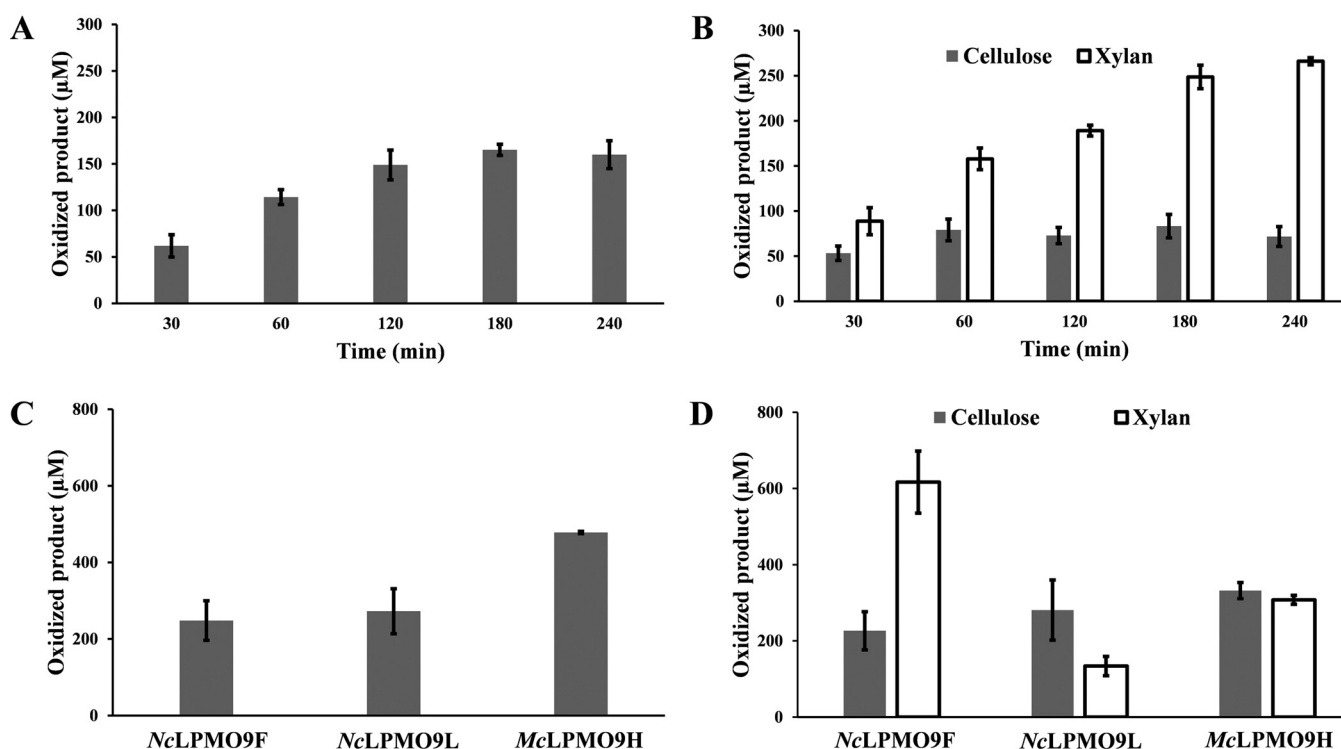 A
Oxidized product (µM)
300
250
200
150
100
50
0
30 60 120 180 240
Time (min)
B
Cellulose Xylan
Oxidized product (µM)
300
250
200
150
100
50
0
30 60 120 180 240
Time (min)
C
Oxidized product (µM)
800
600
400
200
0
NcLPMO9F NcLPMO9L McLPMO9H
D
Cellulose Xylan
Oxidized product (µM)
800
600
400
200
0
NcLPMO9F NcLPMO9L McLPMO9H